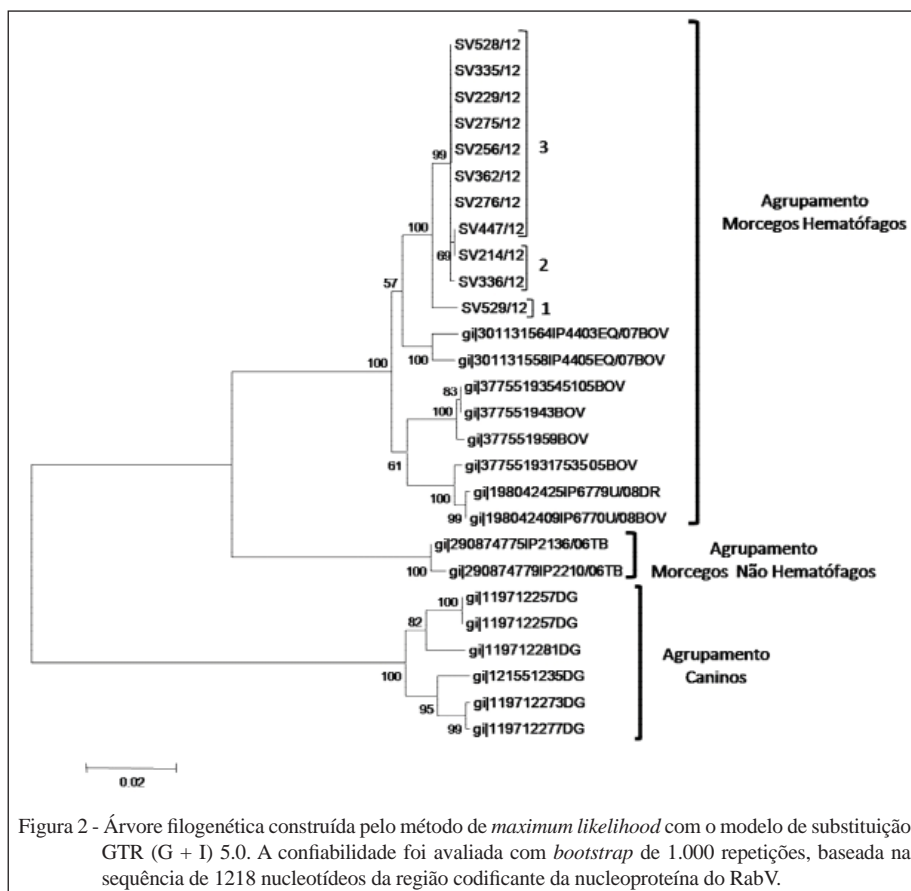 SV528/12
SV335/12
SV229/12
SV275/12
SV256/12
SV362/12
SV276/12
SV447/12
SV214/12
SV336/12
SV529/12
gi|301131564IP4403EQ/07BOV
gi|301131558IP4405EQ/07BOV
gi|37755193545105BOV
gi|377551943BOV
gi|377551959BOV
gi|377551931753505BOV
gi|198042425IP6779U/08DR
gi|198042409IP6770U/08BOV
gi|290874775IP2136/06TB
gi|290874779IP2210/06TB
gi|119712257DG
gi|119712257DG
gi|119712281DG
gi|121551235DG
gi|119712273DG
gi|119712277DG
99
69
100
57
100
100
83
100
61
100
99
100
100
82
100
95
99
3
2
1
Agrupamento
Morcegos Hematófagos
Agrupamento
Morcegos Não Hematófagos
Agrupamento
Caninos
0.02
Figura 2 - Árvore filogenética construída pelo método de maximum likelihood com o modelo de substituição
GTR (G + I) 5.0. A confiabilidade foi avaliada com bootstrap de 1.000 repetições, baseada na
sequência de 1218 nucleotídeos da região codificante da nucleoproteína do RabV.